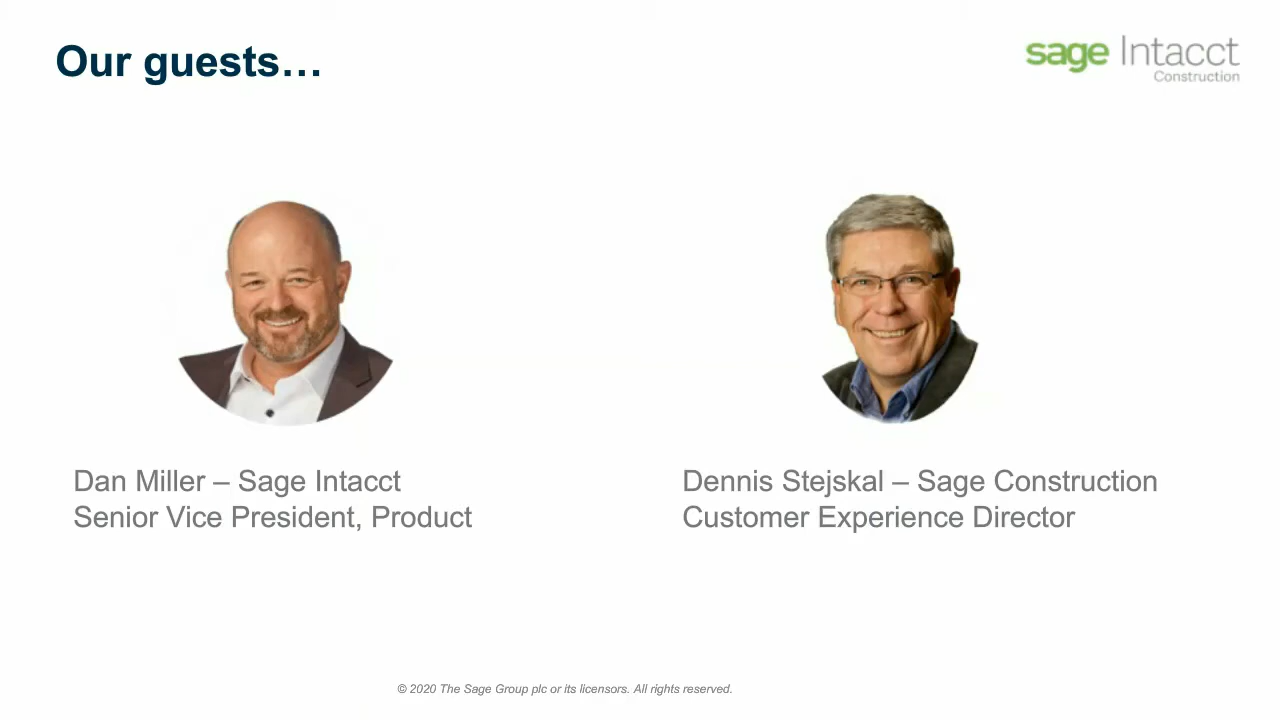 Our guests…
sage Intacct
Construction
Dan Miller – Sage Intacct
Senior Vice President, Product
Dennis Stejskal – Sage Construction
Customer Experience Director
© 2020 The Sage Group plc or its licensors. All rights reserved.